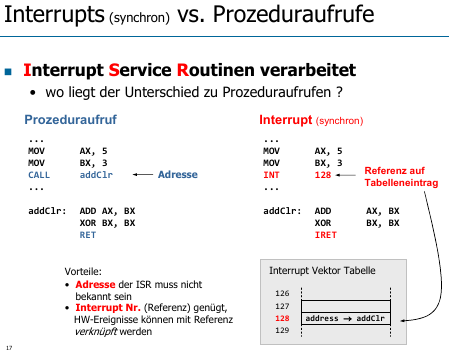 Interrupts (synchron) vs. Prozeduraufrufe
Interrupt Service Routinen verarbeitet
• wo liegt der Unterschied zu Prozeduraufrufen ?
Prozeduraufruf
...
MOV AX, 5
MOV BX, 3
CALL addClr
Adresse
...
addClr: ADD AX, BX
XOR BX, BX
RET
Interrupt (synchron)
...
MOV AX, 5
MOV BX, 3
INT 128
Referenz auf
Tabelleneintrag
...
addClr: ADD AX, BX
XOR BX, BX
IRET
Vorteile:
• Adresse der ISR muss nicht
bekannt sein
• Interrupt Nr. (Referenz) genügt,
HW-Ereignisse können mit Referenz
verknüpft werden
Interrupt Vektor Tabelle
126
127
128 address → addClr
129
17